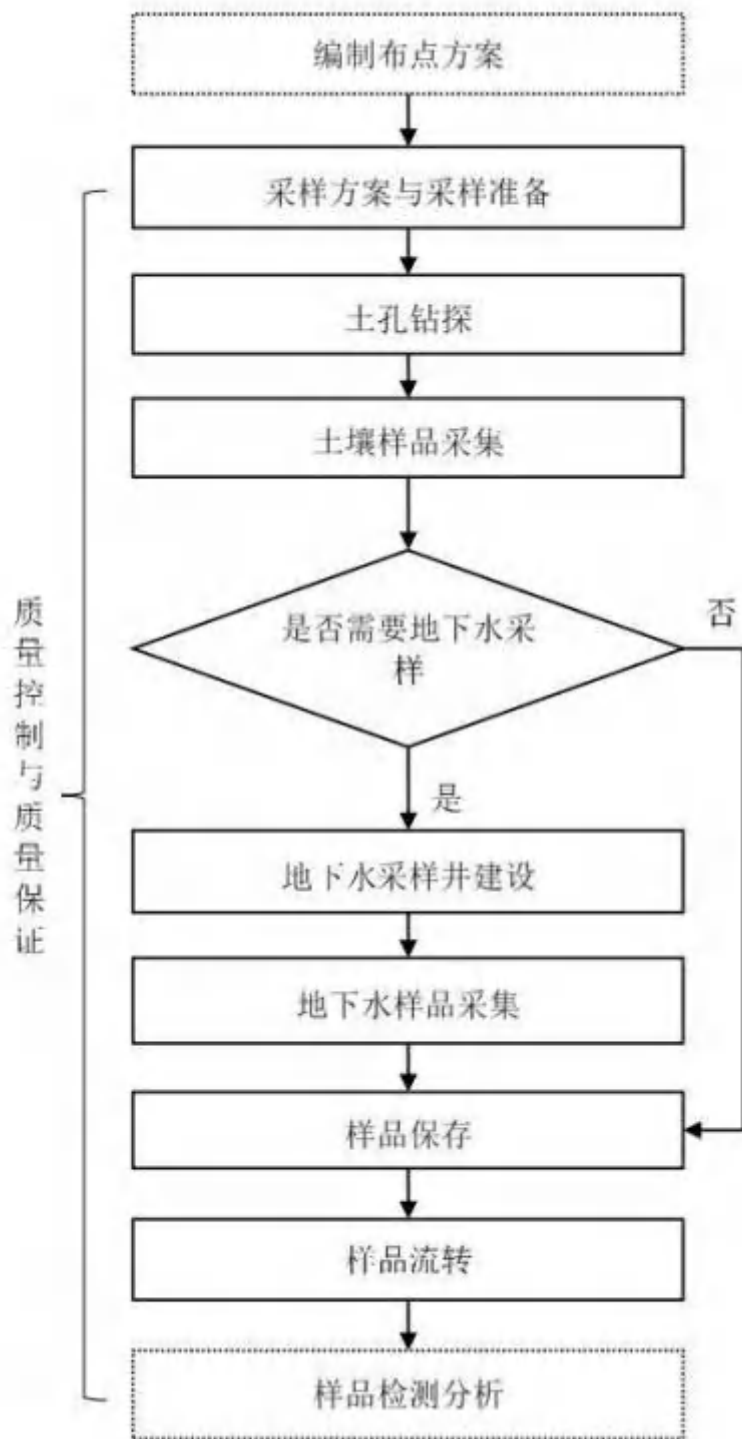 编制布点方案
采样方案与采样准备
土孔钻探
土壤样品采集
是否需要地下水采
样
否
是
质量控制与质量保证
地下水采样井建设
地下水样品采集
样品保存
样品流转
样品检测分析